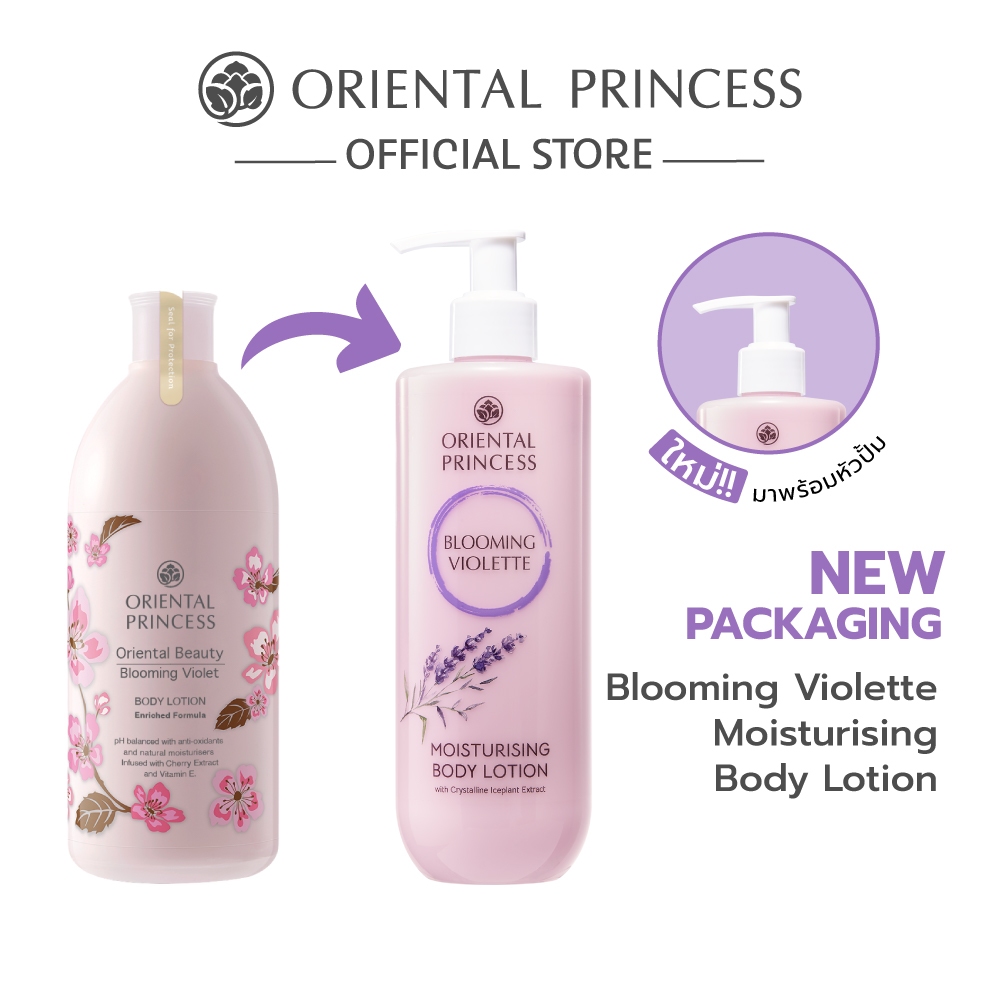 ORIENTAL PRINCESS
OFFICIAL STORE
Seal for Protection
ORIENTAL
PRINCESS
Oriental Beauty
Blooming Violet
BODY LOTION
Enriched Formula
pH balanced with anti-oxidants
and natural moisturisers
Infused with Cherry Extract
and Vitamin E.
ORIENTAL
PRINCESS
BLOOMING
VIOLETTE
MOISTURISING
BODY LOTION
with Crystalline Iceplant Extract
ใหม่!! มาพร้อมหัวปั้ม
NEW
PACKAGING
Blooming Violette
Moisturising
Body Lotion